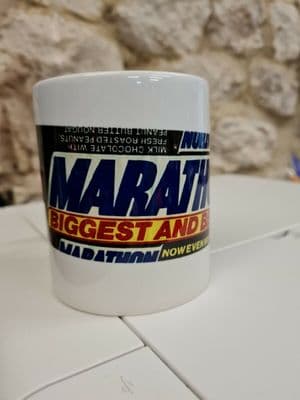 MILK CHOCOLATE WITH
FRESH ROASTED PEANUTS
PEANUT BUTTER NOUGAT
MARATH
BIGGEST AND B
MARATHON NOW EVEN